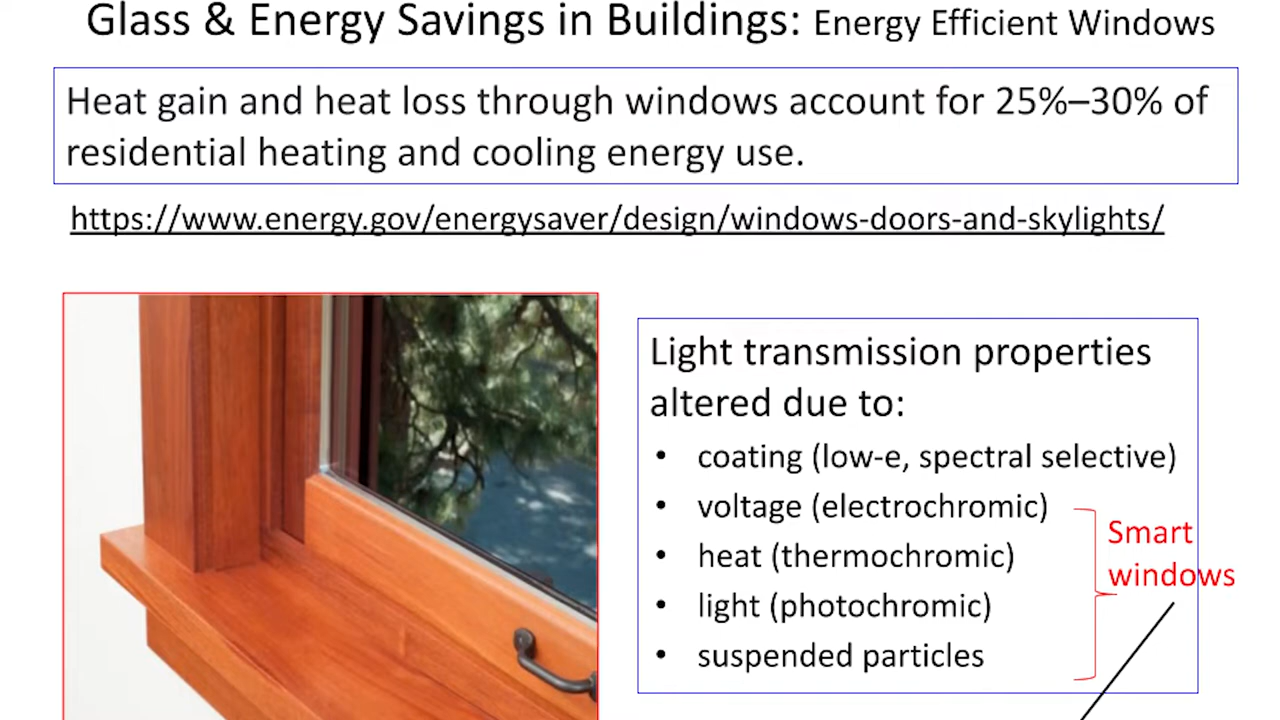 Glass & Energy Savings in Buildings: Energy Efficient Windows
Heat gain and heat loss through windows account for 25%–30% of
residential heating and cooling energy use.
https://www.energy.gov/energysaver/design/windows-doors-and-skylights/
Light transmission properties
altered due to:
• coating (low-e, spectral selective)
• voltage (electrochromic)
• heat (thermochromic)
• light (photochromic)
• suspended particles
Smart
windows